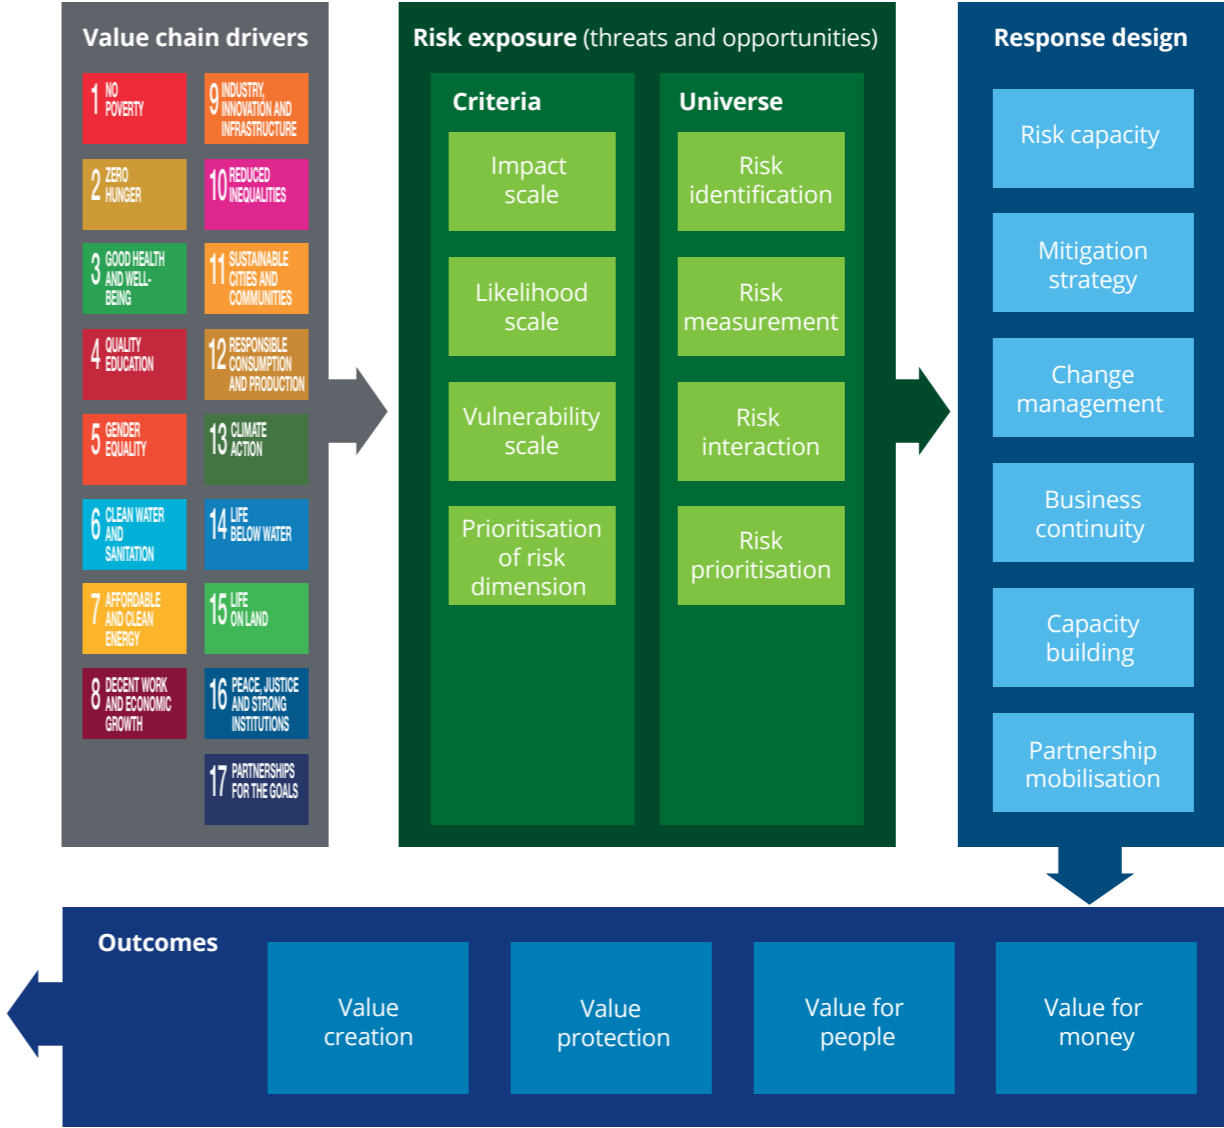 Value chain drivers
1 NO
POVERTY
2 ZERO
HUNGER
3 GOOD HEALTH
AND WELL-
BEING
4 QUALITY
EDUCATION
5 GENDER
EQUALITY
6 CLEAN WATER
AND
SANITATION
7 AFFORDABLE
AND CLEAN
ENERGY
8 DECENT WORK
AND ECONOMIC
GROWTH
9 INDUSTRY,
INNOVATION AND
INFRASTRUCTURE
10 REDUCED
INEQUALITIES
11 SUSTAINABLE
CITIES AND
COMMUNITIES
12 RESPONSIBLE
CONSUMPTION
AND PRODUCTION
13 CLIMATE
ACTION
14 LIFE
BELOW WATER
15 LIFE
ON LAND
16 PEACE, JUSTICE
AND STRONG
INSTITUTIONS
17 PARTNERSHIPS
FOR THE GOALS
Risk exposure (threats and opportunities)
Criteria
Impact
scale
Likelihood
scale
Vulnerability
scale
Prioritisation
of risk
dimension
Universe
Risk
identification
Risk
measurement
Risk
interaction
Risk
prioritisation
Response design
Risk capacity
Mitigation
strategy
Change
management
Business
continuity
Capacity
building
Partnership
mobilisation
Outcomes
Value
creation
Value
protection
Value for
people
Value for
money